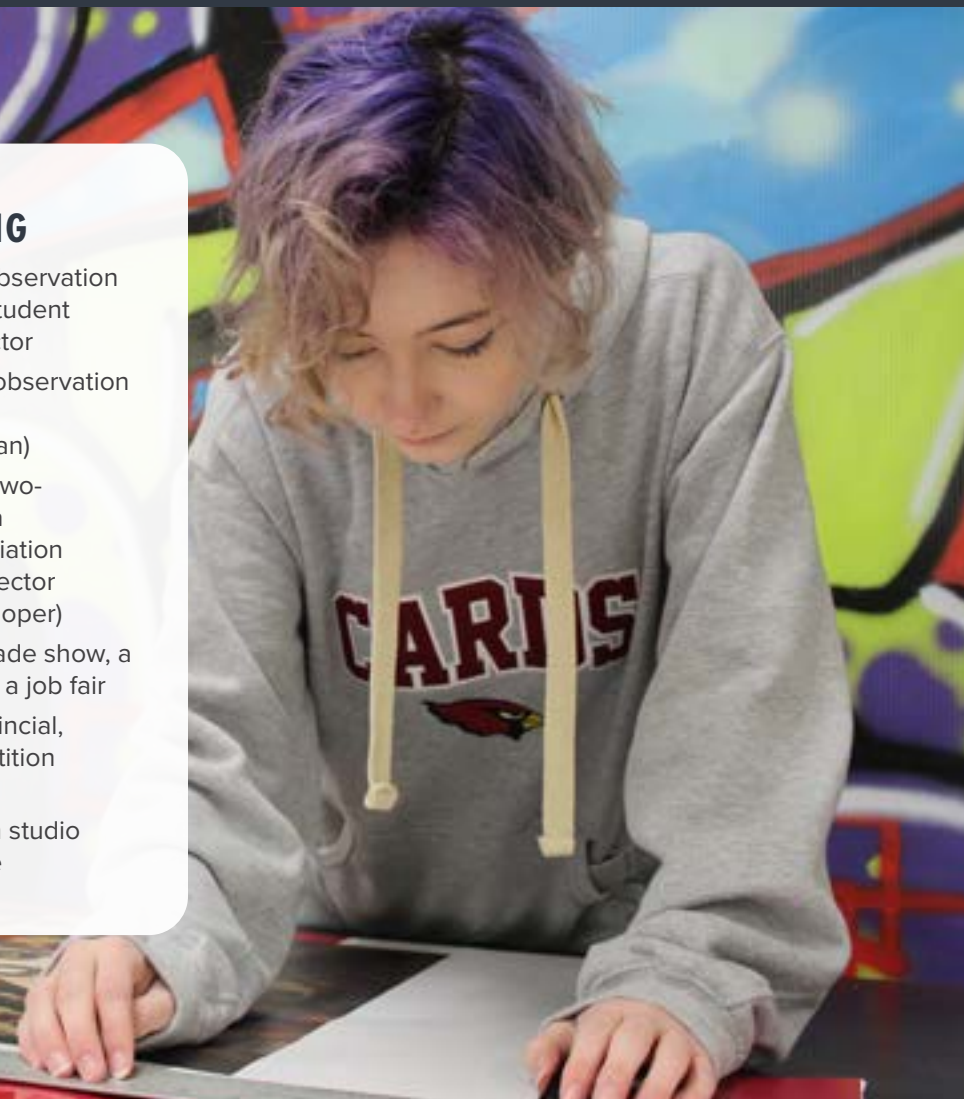 NG
bservation
tudent
tor
observation
an)
wo-
iation
ector
oper)
ade show, a
a job fair
incial,
tition
studio
CARDS